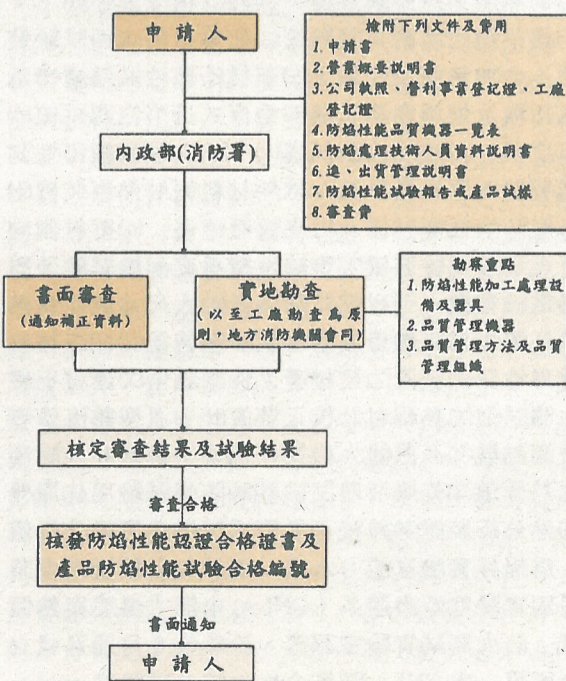 申請人
檢附下列文件及費用
1.申請書
2.營業概要說明書
3.公司執照、營利事業登記證、工廠
登記證
4.防焰性能品質機器一覽表
5.防焰處理技術人員資料說明書
6.進、出貨管理說明書
7.防焰性能試驗報告或產品試樣
8.審查費
內政部(消防署)
書面審查
(通知補正資料)
實地勘查
(以至工廠勘查為原
則,地方消防機關會同)
勘察重點
1.防焰性能加工處理設
備及器具
2.品質管理機器
3.品質管理方法及品質
管理組織
核定審查結果及試驗結果
審查合格
核發防焰性能認證合格證書及
產品防焰性能試驗合格編號
書面通知
申請人